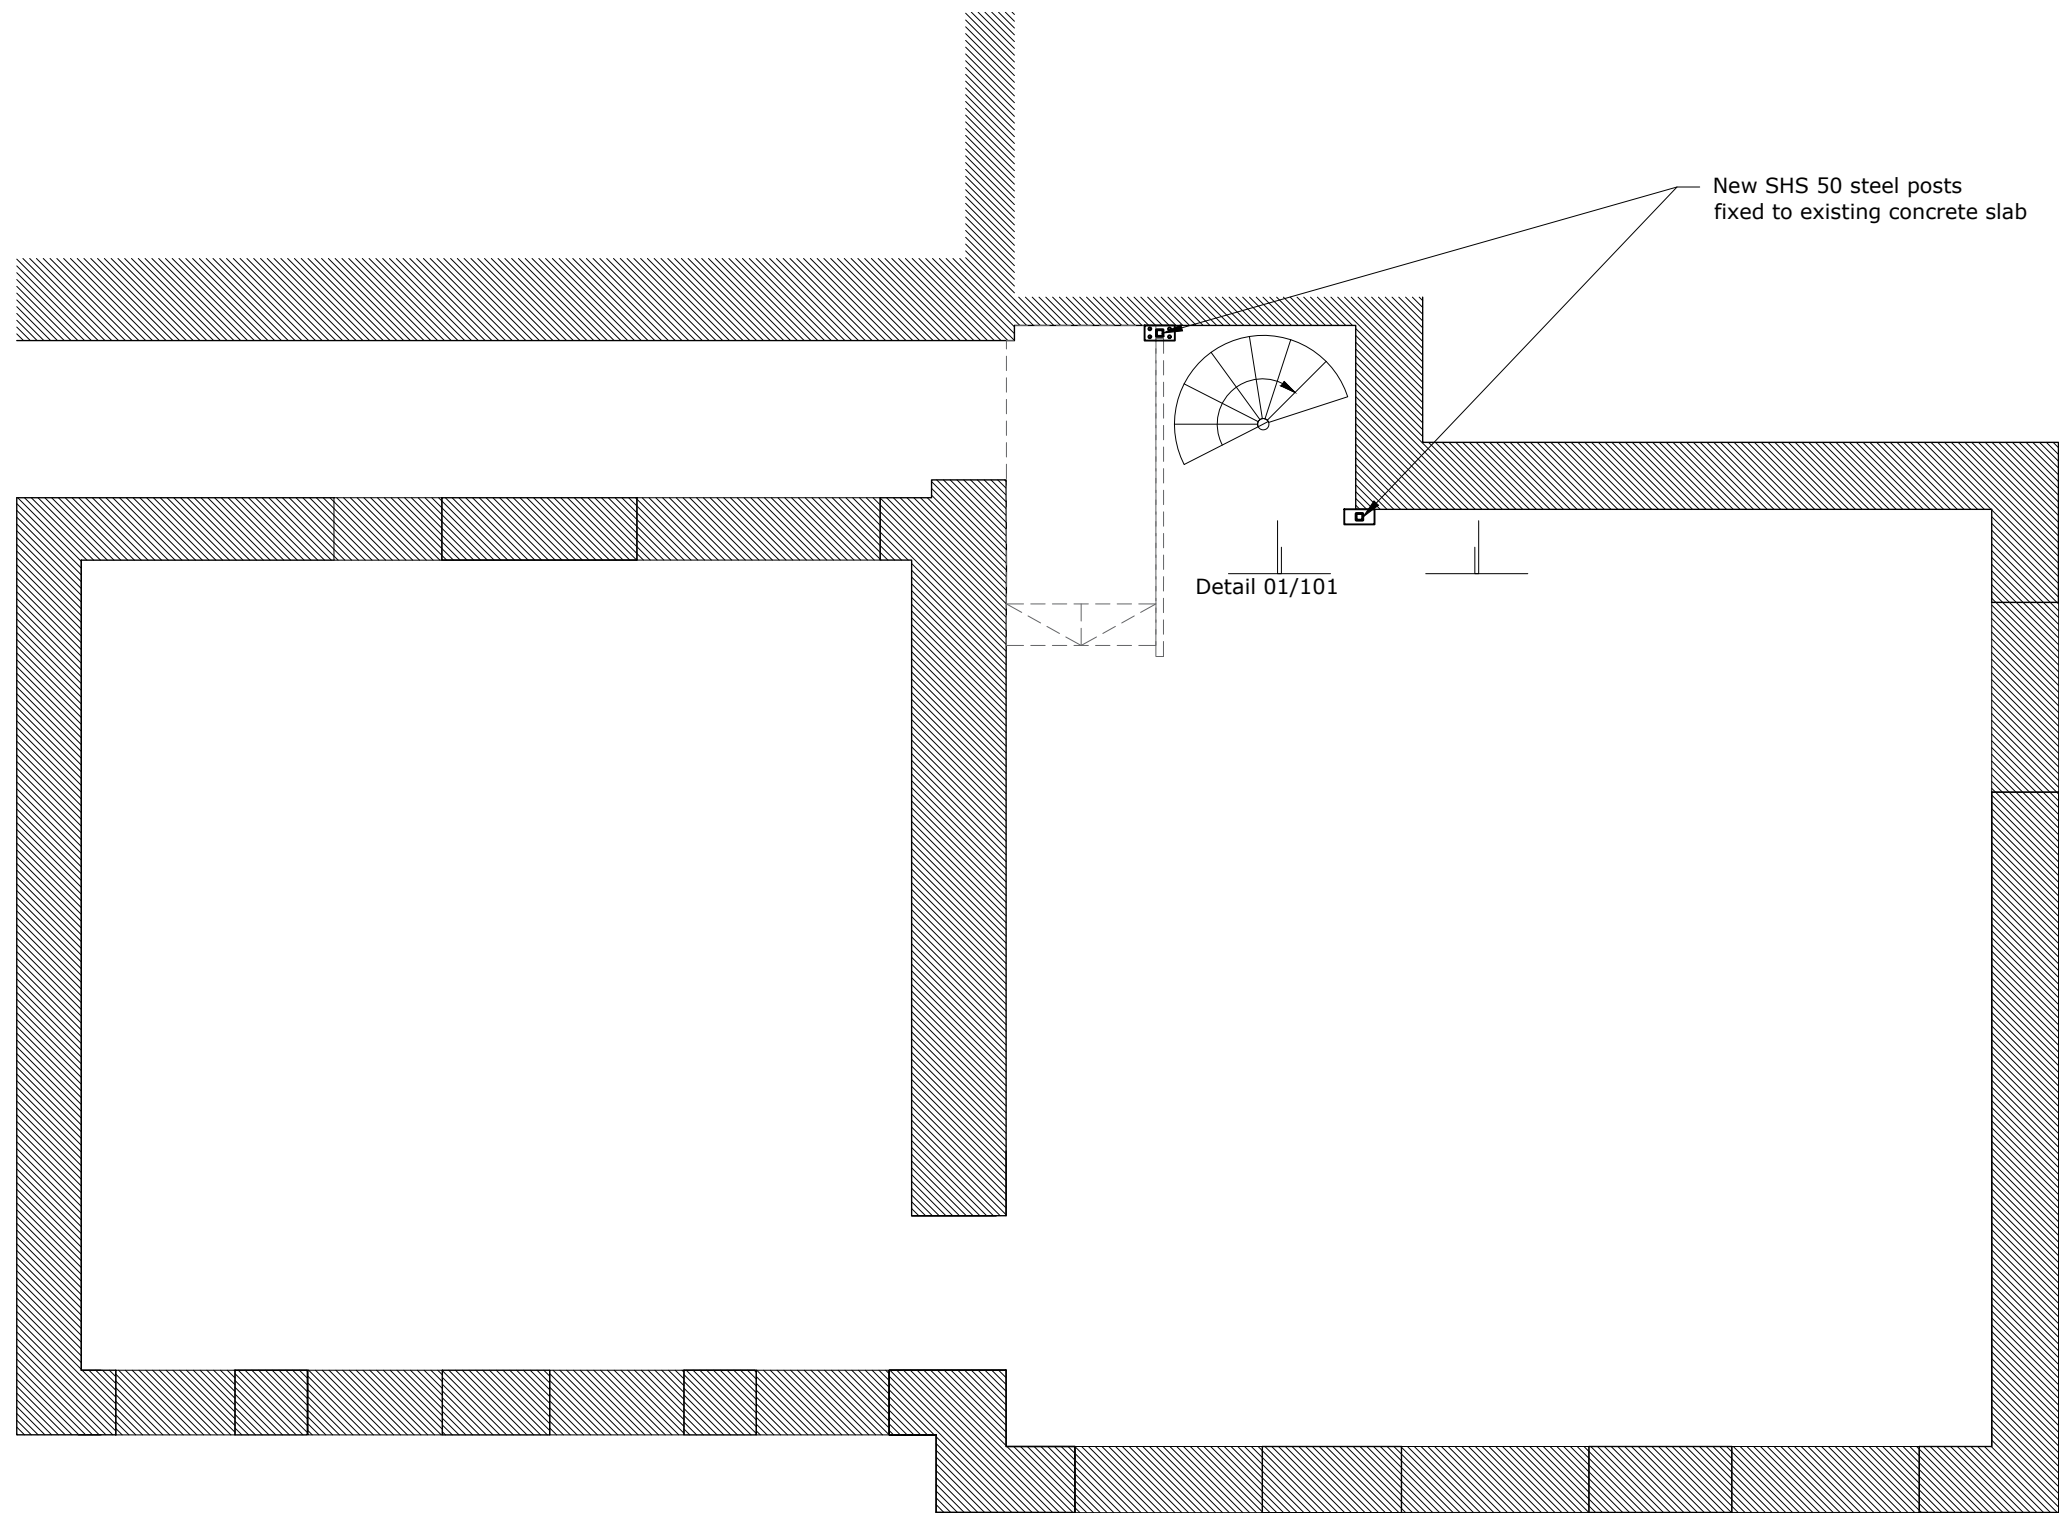 New SHS 50 steel posts
fixed to existing concrete slab
Detail 01/101